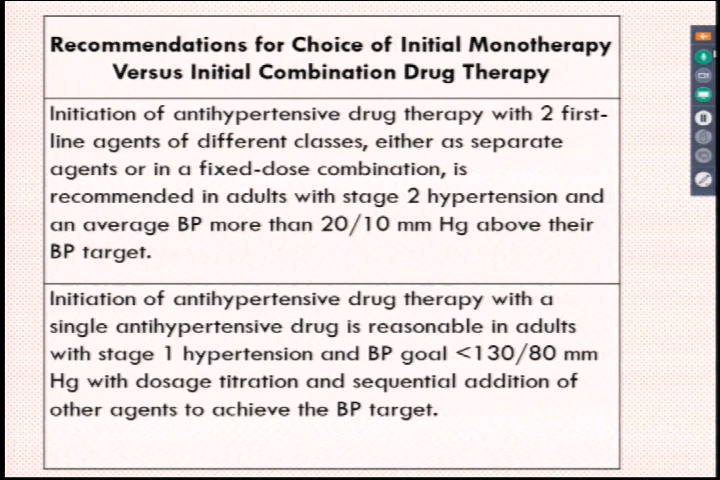 Recommendations for Choice of Initial Monotherapy
Versus Initial Combination Drug Therapy
Initiation of antihypertensive drug therapy with 2 first-
line agents of different classes, either as separate
agents or in a fixed-dose combination, is
recommended in adults with stage 2 hypertension and
an average BP more than 20/10 mm Hg above their
BP target.
Initiation of antihypertensive drug therapy with a
single antihypertensive drug is reasonable in adults
with stage 1 hypertension and BP goal <130/80 mm
Hg with dosage titration and sequential addition of
other agents to achieve the BP target.